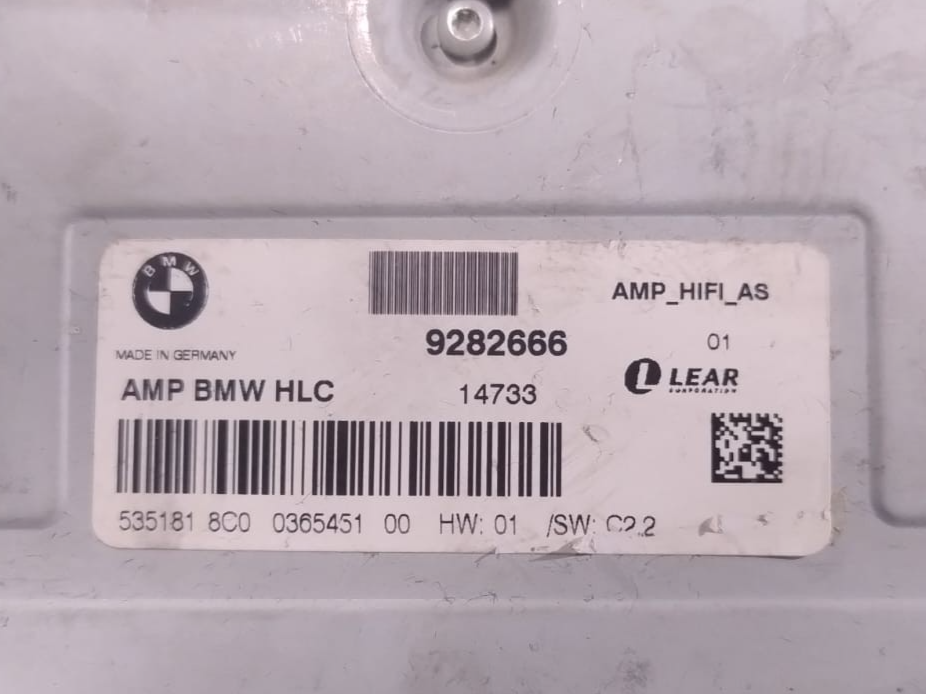 BMW
AMP_HIFI_AS
9282666
01
MADE IN GERMANY
LEAR
CORPORATION
AMP BMW HLC
14733
535181 8C0 0365451 00 HW: 01 /SW: C2.2